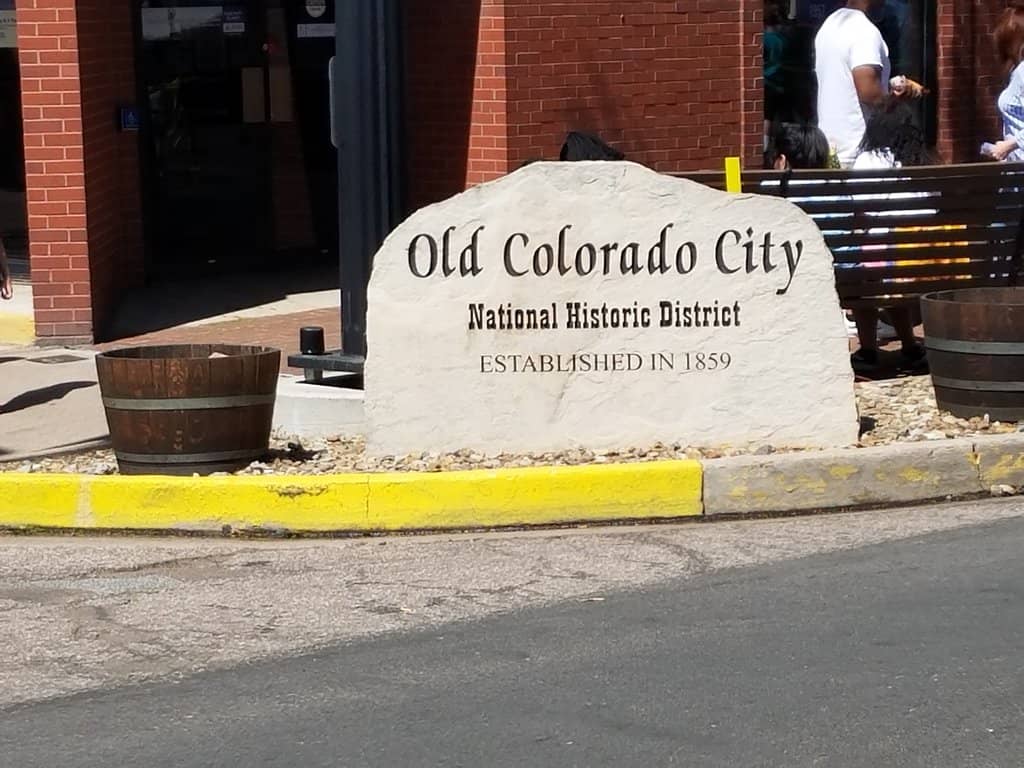 Old Colorado City
National Historic District
ESTABLISHED IN 1859